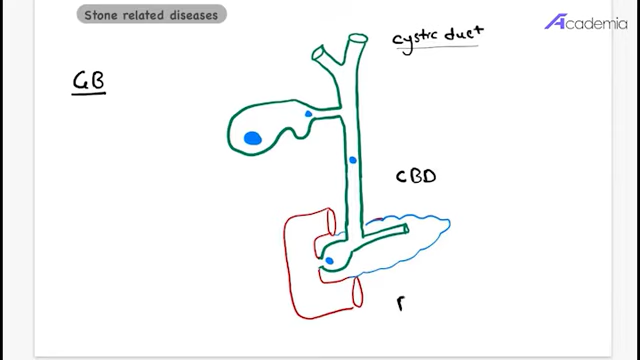 Stone related diseases
Academia
cystic duct
GB
CBD